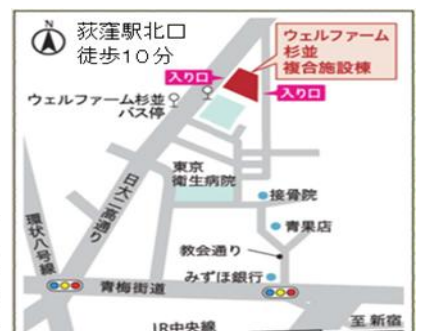 N
荻窪駅北口
徒歩10分
ウェルファーム
杉並
複合施設棟
入り口
入り口
ウェルファーム杉並
バス停
東京
衛生病院
日大二高通り
接骨院
環状八号線
青果店
教会通り
みずほ銀行
青梅街道
JR中央線
至 新宿